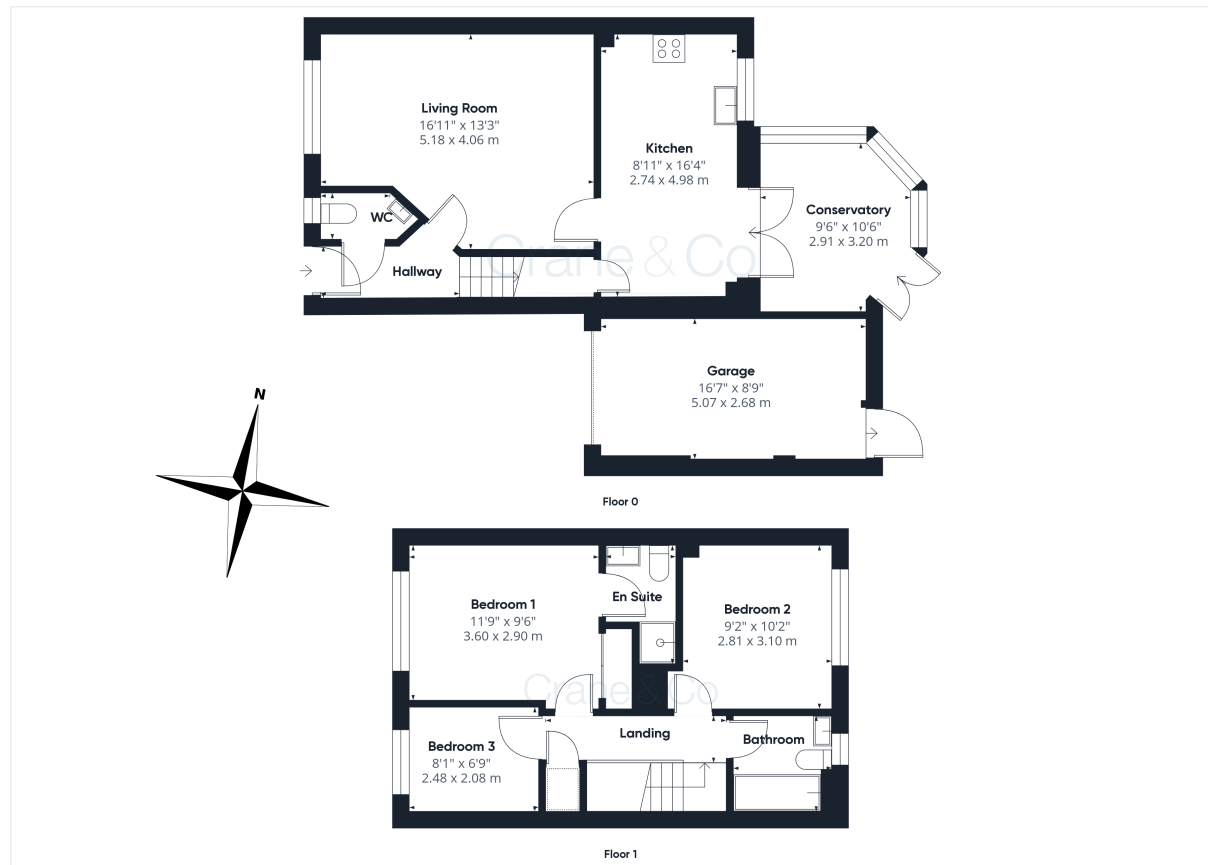 Living Room
16'11" x 13'3"
5.18 x 4.06 m
Kitchen
8'11" x 16'4"
2.74 x 4.98 m
WC
Conservatory
9'6" x 10'6"
2.91 x 3.20 m
Hallway
Crane & Co
Garage
16'7" x 8'9"
5.07 x 2.68 m
N
Floor 0
Bedroom 1
11'9" x 9'6"
3.60 x 2.90 m
En Suite
Bedroom 2
9'2" x 10'2"
2.81 x 3.10 m
Crane & Co
Landing
Bathroom
Bedroom 3
8'1" x 6'9"
2.48 x 2.08 m
Floor 1